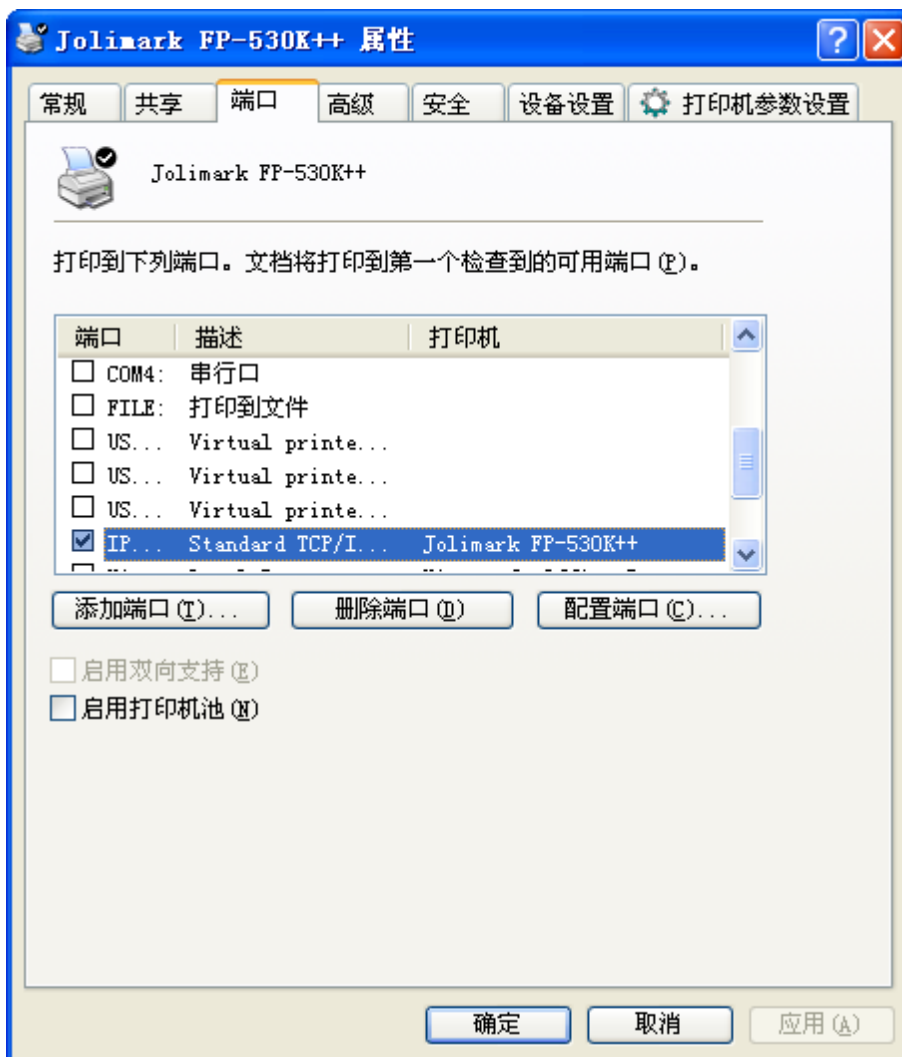 Jolimark FP-530K++ 属性
常规 共享 端口 高级 安全 设备设置 打印机参数设置
Jolimark FP-530K++
打印到下列端口。文档将打印到第一个检查到的可用端口(P)。
端口 描述 打印机
COM4: 串行口
FILE: 打印到文件
US... Virtual printe...
US... Virtual printe...
US... Virtual printe...
IP... Standard TCP/I... Jolimark FP-530K++
添加端口(T)... 删除端口(D) 配置端口(C)...
启用双向支持(E)
启用打印机池(N)
确定 取消 应用(A)